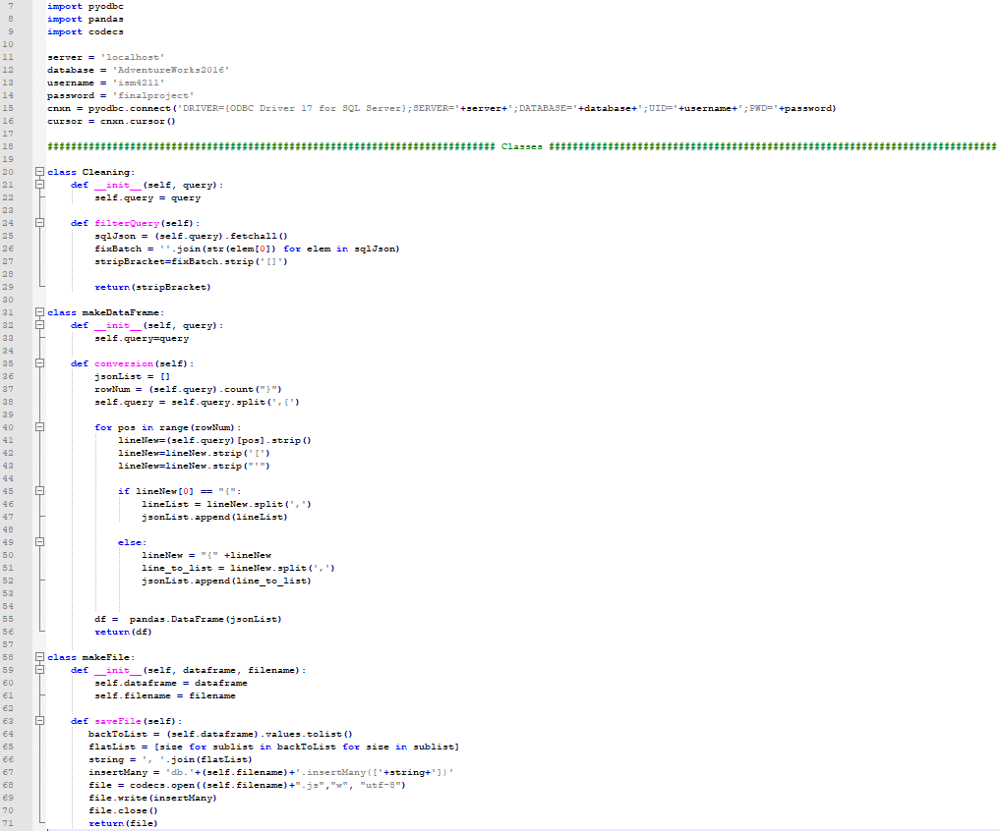 7 import pyodbc
8 import pandas
9 import codecs
10
11 server = 'localhost'
12 database = 'AdventureWorks2016'
13 username = 'ism4211'
14 password = 'finalproject'
15 cnxn = pyodbc.connect('DRIVER={ODBC Driver 17 for SQL Server};SERVER='+server+';DATABASE='+database+';UID='+username+';PWD='+password)
16 cursor = cnxn.cursor()
17
18 ############################################################################ Classes ############################################################################
19
20 class Cleaning:
21     def __init__(self, query):
22         self.query = query
23
24     def filterQuery(self):
25         sqlJson = (self.query).fetchall()
26         fixBatch = ''.join(str(elem[0]) for elem in sqlJson)
27         stripBracket=fixBatch.strip('[]')
28
29         return(stripBracket)
30
31 class makeDataFrame:
32     def __init__(self, query):
33         self.query=query
34
35     def conversion(self):
36         jsonList = []
37         rowNum = (self.query).count("}")
38         self.query = self.query.split(',{')
39
40         for pos in range(rowNum):
41             lineNew=(self.query)[pos].strip()
42             lineNew=lineNew.strip('[')
43             lineNew=lineNew.strip("'")
44
45             if lineNew[0] == "{":
46                 lineList = lineNew.split(',')
47                 jsonList.append(lineList)
48
49             else:
50                 lineNew = "{" +lineNew
51                 line_to_list = lineNew.split(',')
52                 jsonList.append(line_to_list)
53
54
55         df =  pandas.DataFrame(jsonList)
56         return(df)
57
58 class makeFile:
59     def __init__(self, dataframe, filename):
60         self.dataframe = dataframe
61         self.filename = filename
62
63     def saveFile(self):
64        backToList = (self.dataframe).values.tolist()
65        flatList = [size for sublist in backToList for size in sublist]
66        string = ', '.join(flatList)
67        insertMany = 'db.'+(self.filename)+'.insertMany(['+string+'])'
68        file = codecs.open((self.filename)+".js","w", "utf-8")
69        file.write(insertMany)
70        file.close()
71        return(file)